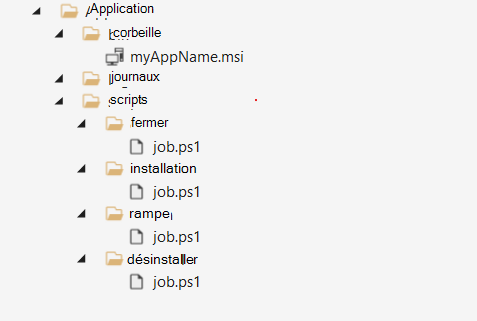 Application
corbeille
myAppName.msi
journaux
scripts
fermer
job.ps1
installation
job.ps1
rampe
job.ps1
désinstaller
job.ps1